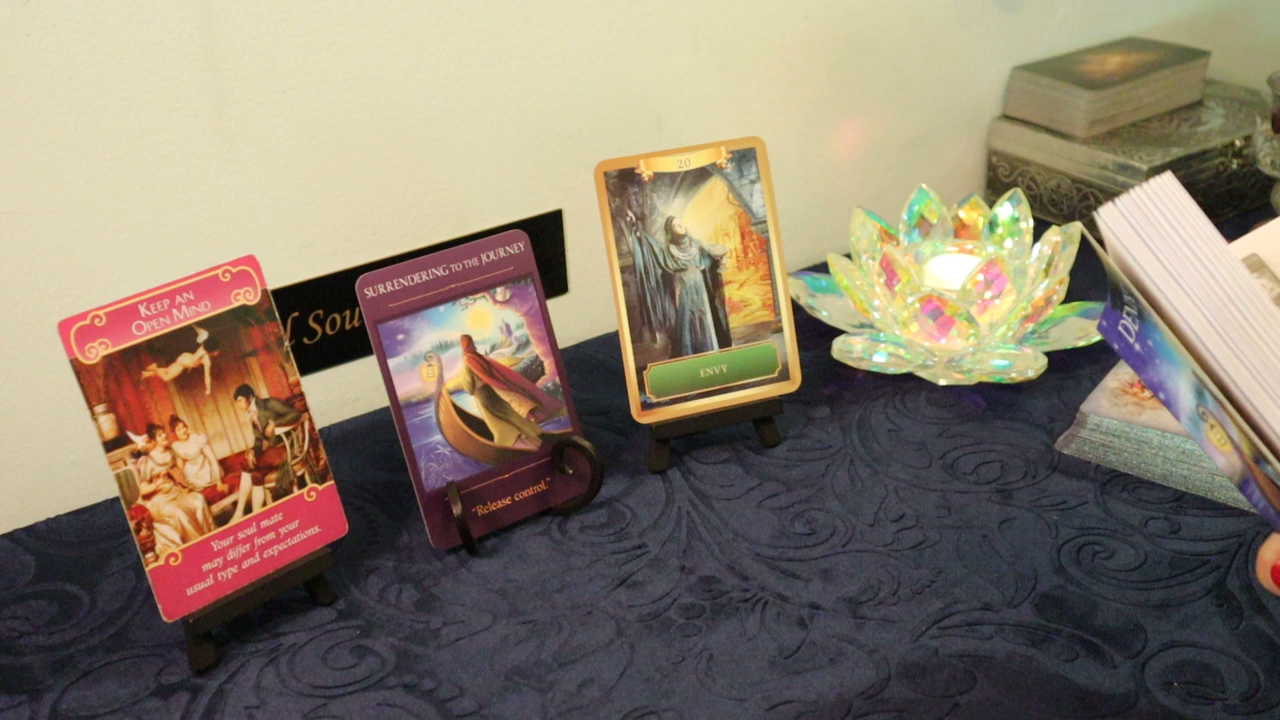 KEEP AN
OPEN MIND
Your soul mate
may differ from your
usual type and expectations.
Sou
SURRENDERING TO THE JOURNEY
"Release control."
20
ENVY